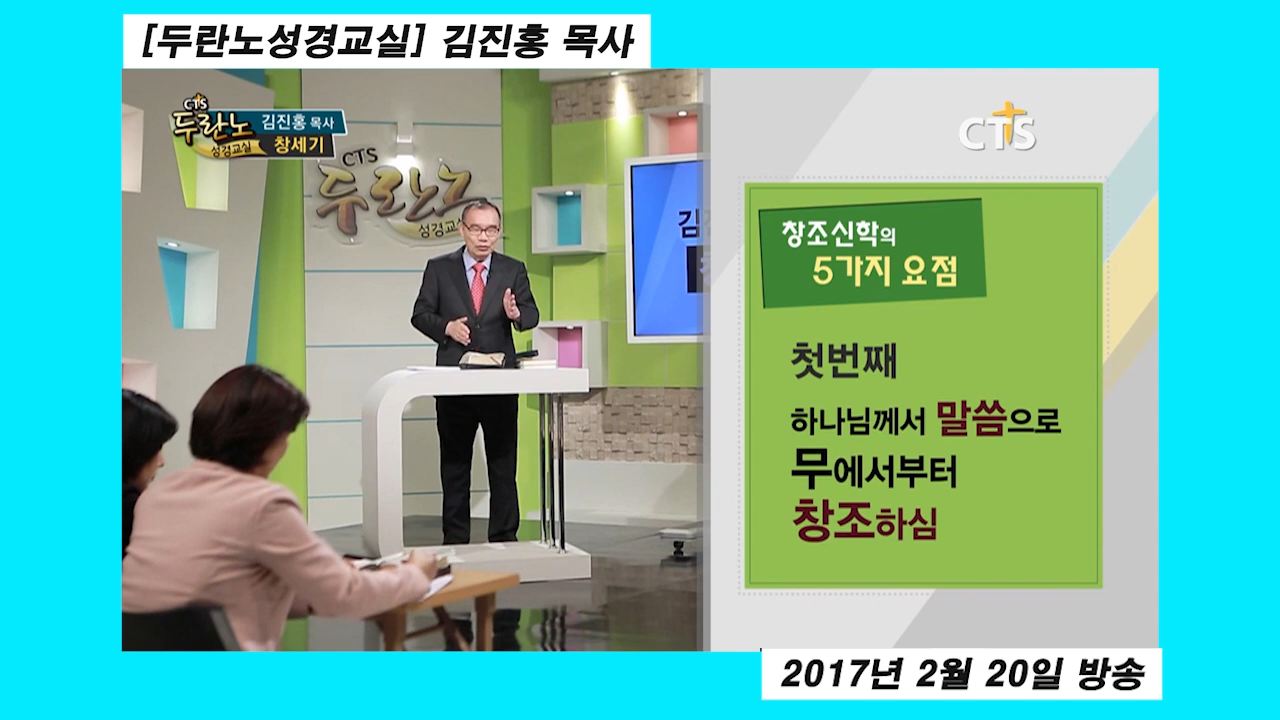 [두란노성경교실] 김진홍 목사
CTS
두란노
성경교실
김진홍 목사
창세기
CTS
두란노
성경교실
김
CTS
창조신학의
5가지 요점
첫번째
하나님께서 말씀으로
무에서부터
창조하심
2017년 2월 20일 방송